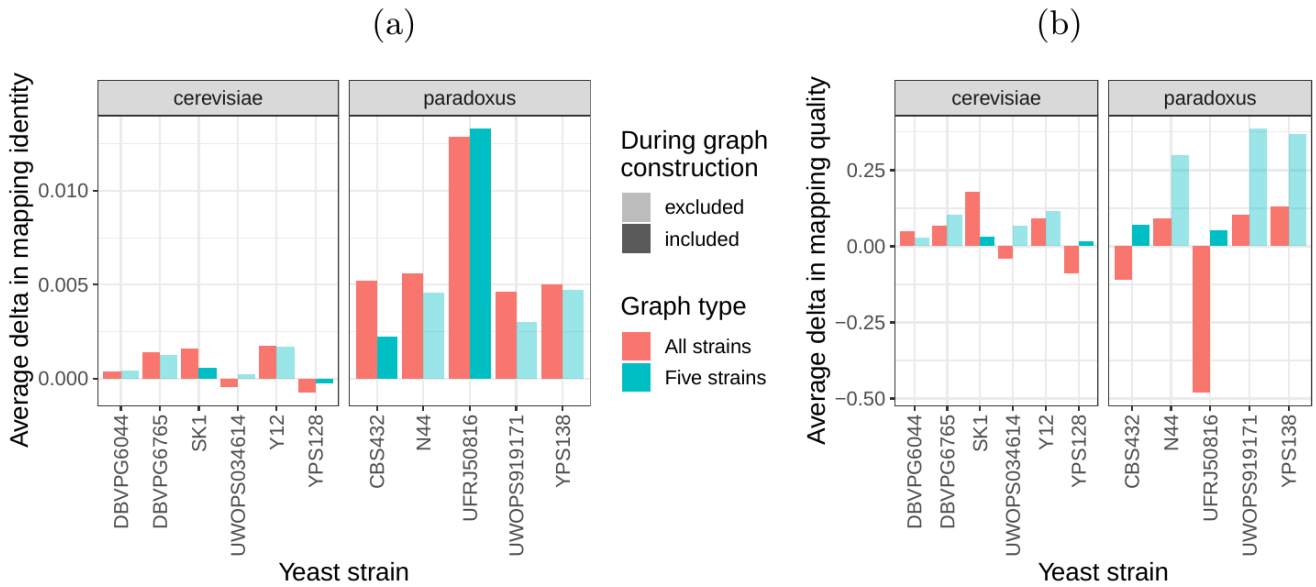 (a)
(b)
Average delta in mapping identity
cerevisiae
paradoxus
0.010
0.005
0.000
DBVPG6044
DBVPG6765
SK1
UWOPS034614
Y12
YPS128
CBS432
N44
UFRJ50816
UWOPS919171
YPS138
Yeast strain
During graph
construction
excluded
included
Graph type
All strains
Five strains
Average delta in mapping quality
cerevisiae
paradoxus
0.25
0.00
−0.25
−0.50
DBVPG6044
DBVPG6765
SK1
UWOPS034614
Y12
YPS128
CBS432
N44
UFRJ50816
UWOPS919171
YPS138
Yeast strain